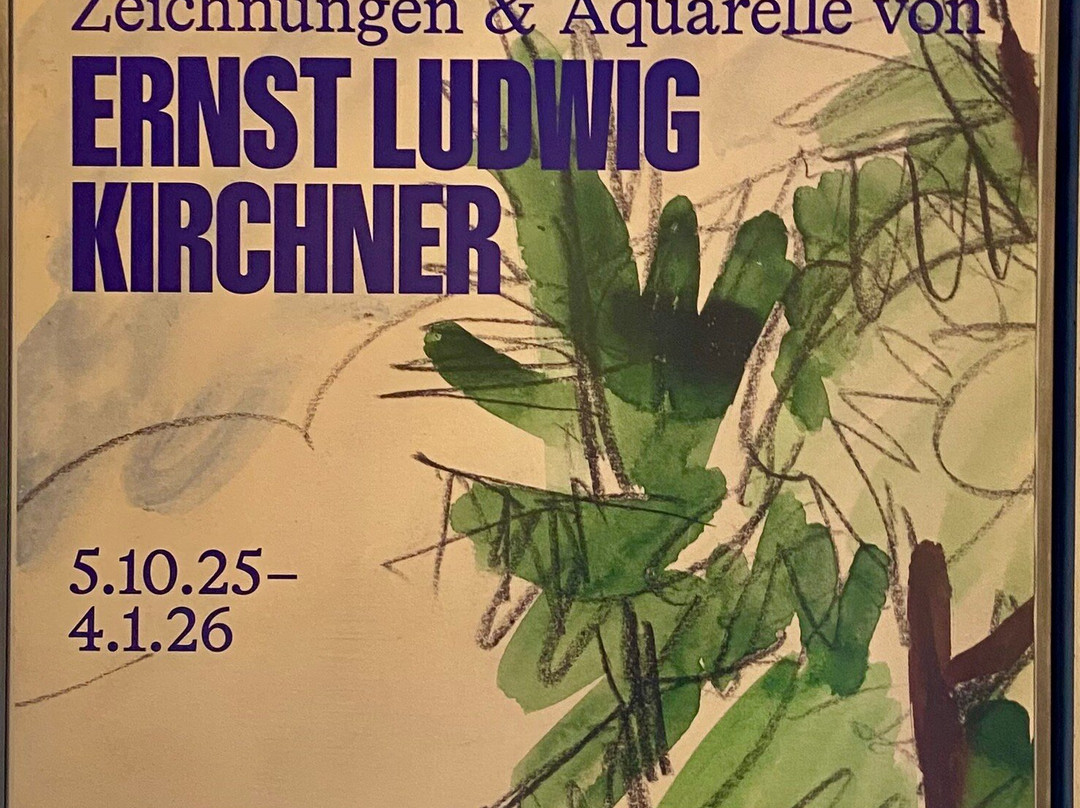 Zeichnungen & Aquarelle von
ERNST LUDWIG
KIRCHNER
5.10.25–
4.1.26